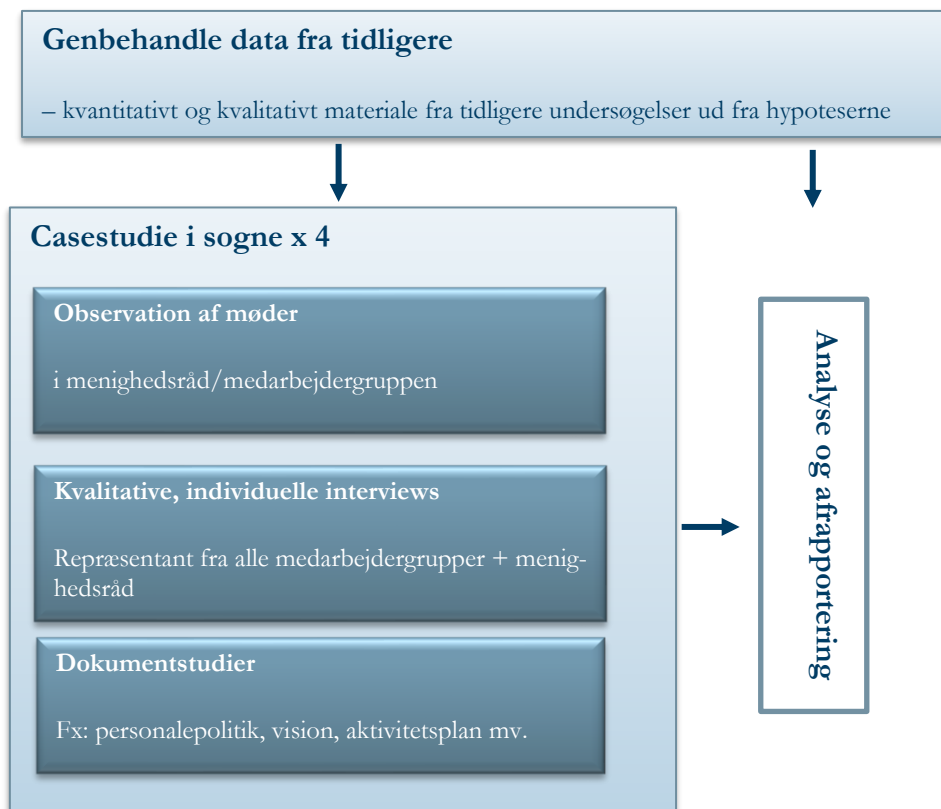 Genbehandle data fra tidligere
– kvantitativt og kvalitativt materiale fra tidligere undersøgelser ud fra hypoteserne
Casestudie i sogne x 4
Observation af møder
i menighedsråd/medarbejdergruppen
Kvalitative, individuelle interviews
Repræsentant fra alle medarbejdergrupper + menig-
hedsråd
Dokumentstudier
Fx: personalepolitik, vision, aktivitetsplan mv.
Analyse og afrapportering